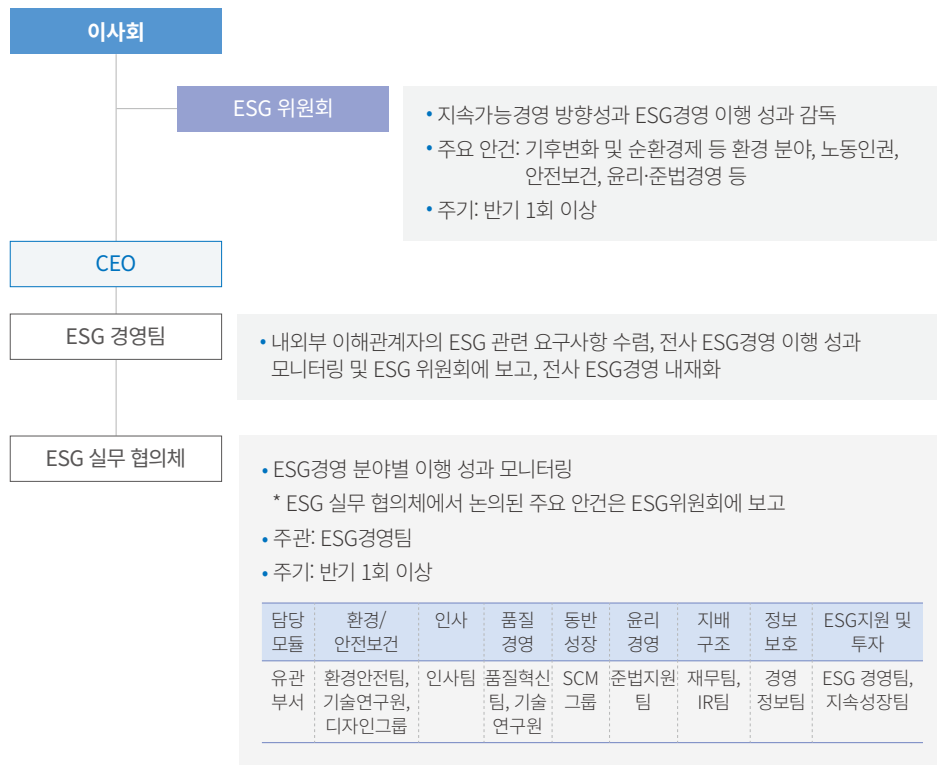 이사회
ESG 위원회
• 지속가능경영 방향성과 ESG경영 이행 성과 감독
• 주요 안건: 기후변화 및 순환경제 등 환경 분야, 노동인권,
안전보건, 윤리·준법경영 등
• 주기: 반기 1회 이상
CEO
ESG 경영팀
• 내외부 이해관계자의 ESG 관련 요구사항 수렴, 전사 ESG경영 이행 성과
모니터링 및 ESG 위원회에 보고, 전사 ESG경영 내재화
ESG 실무 협의체
• ESG경영 분야별 이행 성과 모니터링
* ESG 실무 협의체에서 논의된 주요 안건은 ESG위원회에 보고
• 주관: ESG경영팀
• 주기: 반기 1회 이상
담당 환경/ 인사 품질 동반 윤리 지배 정보 ESG지원 및
모듈 안전보건 경영 성장 경영 구조 보호 투자
유관 환경안전팀, 인사팀 품질혁신 SCM 준법지원 재무팀, 경영 ESG 경영팀,
부서 기술연구원, 팀, 기술 그룹 팀 IR팀 정보팀 지속성장팀
디자인그룹 연구원